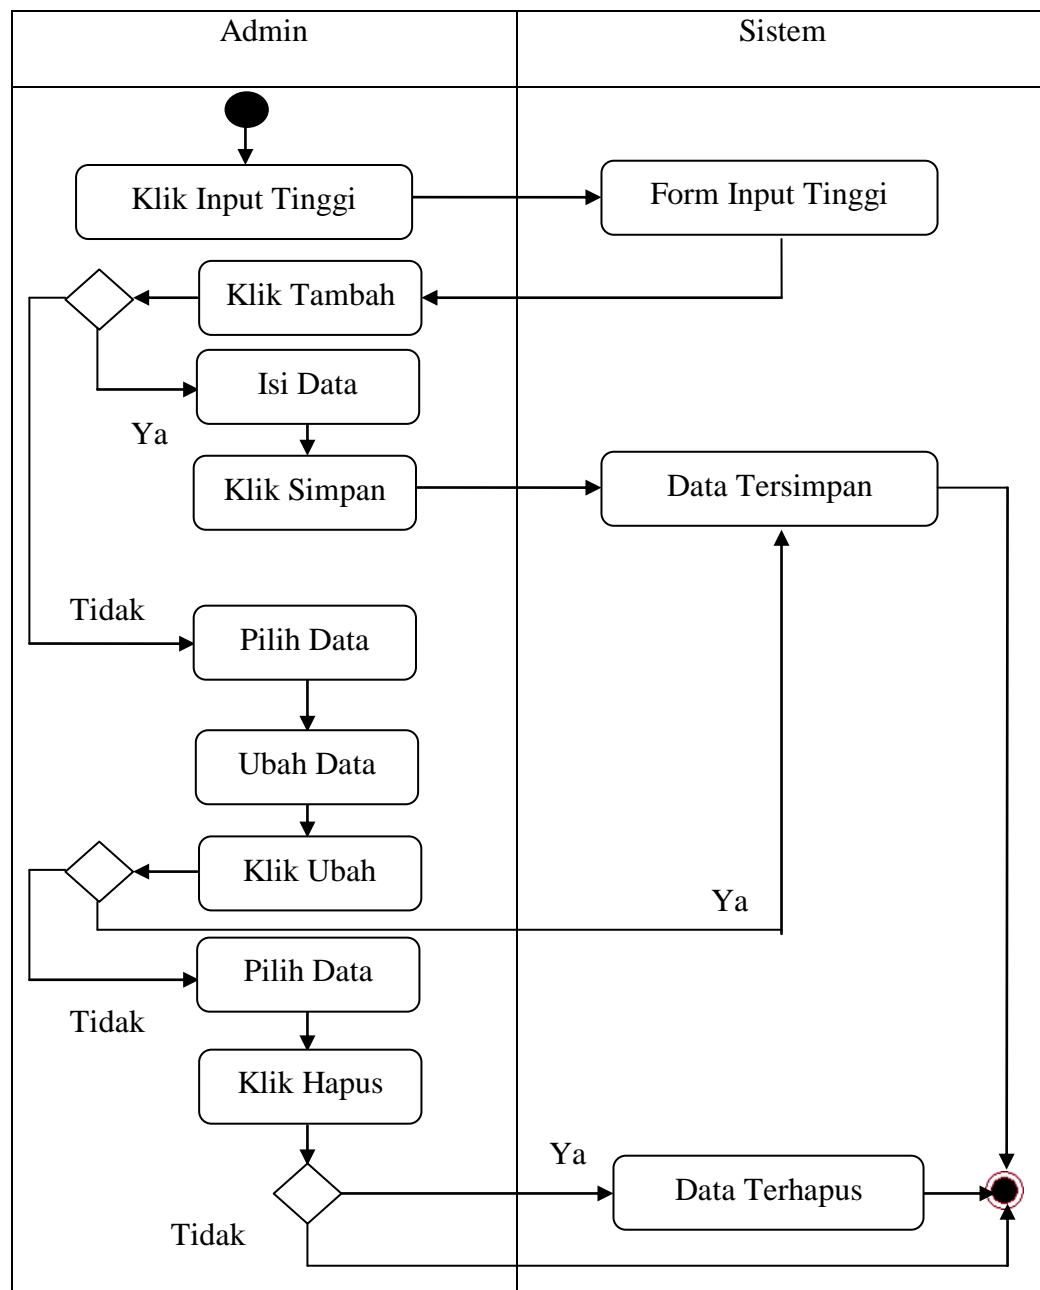 Admin
Sistem
Klik Input Tinggi
Form Input Tinggi
Klik Tambah
Isi Data
Ya
Klik Simpan
Data Tersimpan
Tidak
Pilih Data
Ubah Data
Klik Ubah
Ya
Pilih Data
Tidak
Klik Hapus
Ya
Data Terhapus
Tidak